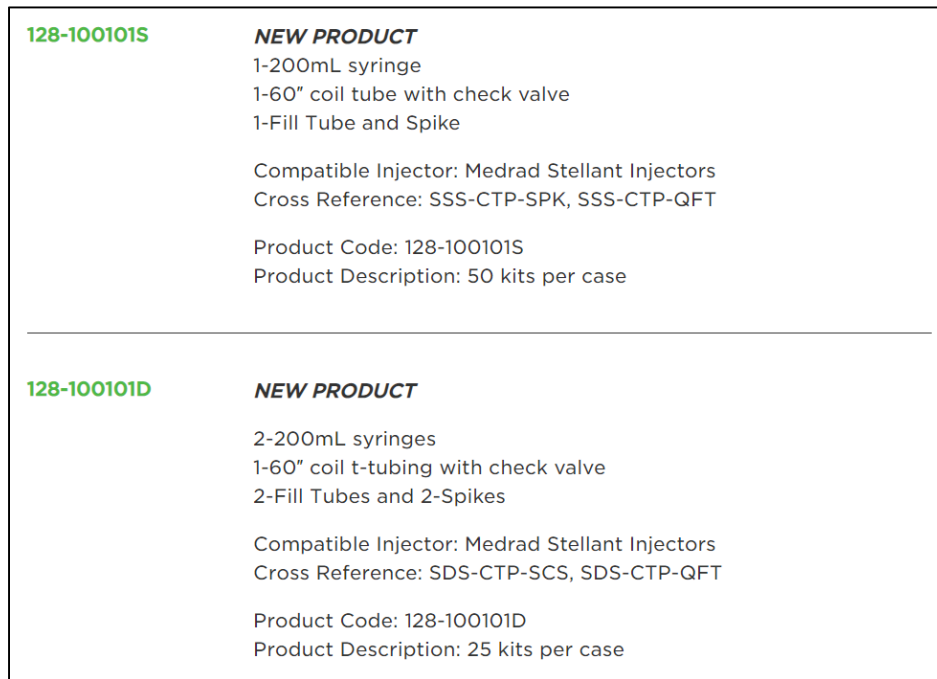 128-100101S
NEW PRODUCT
1-200mL syringe
1-60″ coil tube with check valve
1-Fill Tube and Spike
Compatible Injector: Medrad Stellant Injectors
Cross Reference: SSS-CTP-SPK, SSS-CTP-QFT
Product Code: 128-100101S
Product Description: 50 kits per case
128-100101D
NEW PRODUCT
2-200mL syringes
1-60″ coil t-tubing with check valve
2-Fill Tubes and 2-Spikes
Compatible Injector: Medrad Stellant Injectors
Cross Reference: SDS-CTP-SCS, SDS-CTP-QFT
Product Code: 128-100101D
Product Description: 25 kits per case